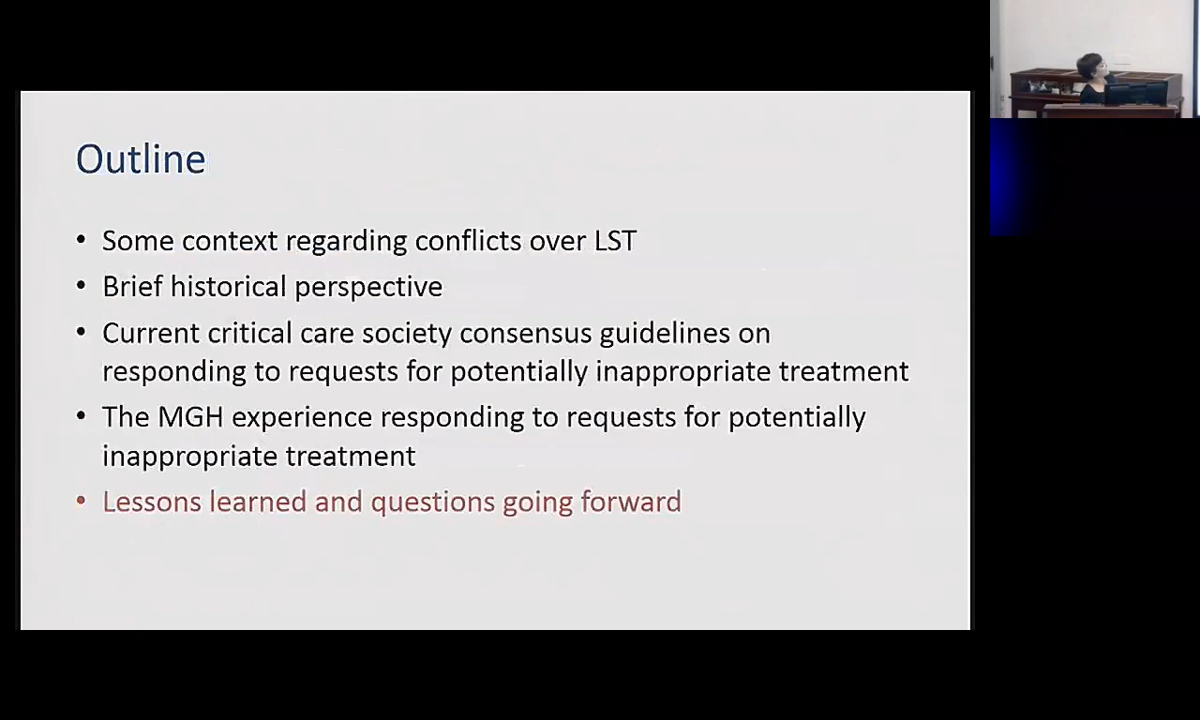 Outline
• Some context regarding conflicts over LST
• Brief historical perspective
• Current critical care society consensus guidelines on
responding to requests for potentially inappropriate treatment
• The MGH experience responding to requests for potentially
inappropriate treatment
• Lessons learned and questions going forward